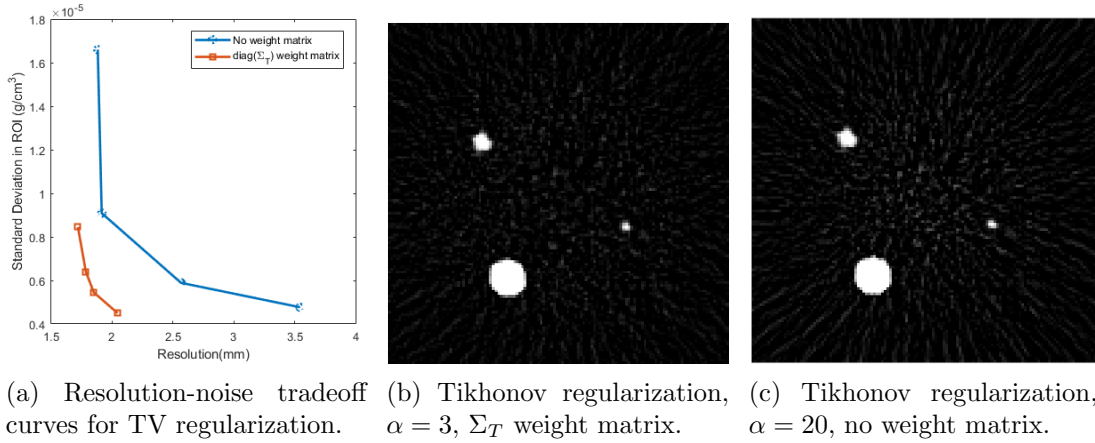 1.8 ×10⁻⁵
No weight matrix
diag(Σ_T) weight matrix
1.6
1.4
1.2
1
0.8
0.6
0.4
Standard Deviation in ROI (g/cm³)
1.5 2 2.5 3 3.5 4
Resolution(mm)
(a) Resolution-noise tradeoff
curves for TV regularization.
(b) Tikhonov regularization,
α = 3, Σ_T weight matrix.
(c) Tikhonov regularization,
α = 20, no weight matrix.